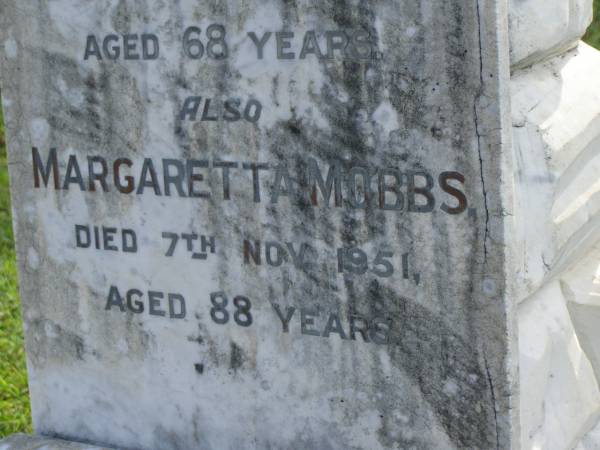 AGED 68 YEARS.
ALSO
MARGARETTA MOBBS,
DIED 7TH NOV. 1951,
AGED 88 YEARS.